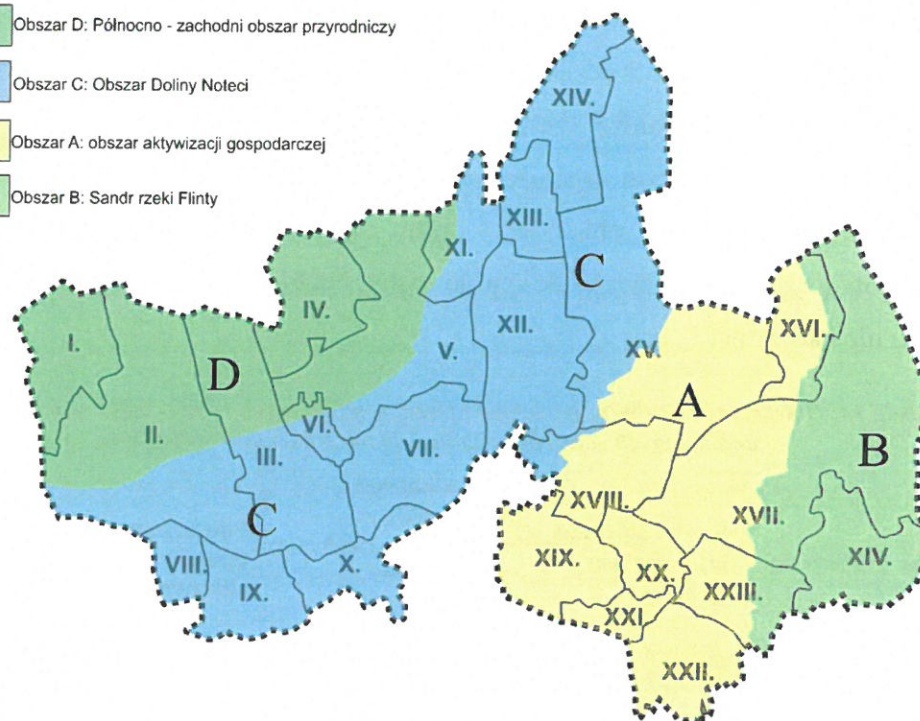 Obszar D: Północno - zachodni obszar przyrodniczy
Obszar C: Obszar Doliny Noteci
Obszar A: obszar aktywizacji gospodarczej
Obszar B: Sandr rzeki Flinty
XIV.
XIII.
XI.
C
IV.
XII.
XVI.
I.
V.
XV.
D
A
VI.
II.
III.
VII.
B
C
XVIII.
XVII.
VIII.
X.
XIX.
XX.
XIV.
IX.
XXIII.
XXI.
XXII.